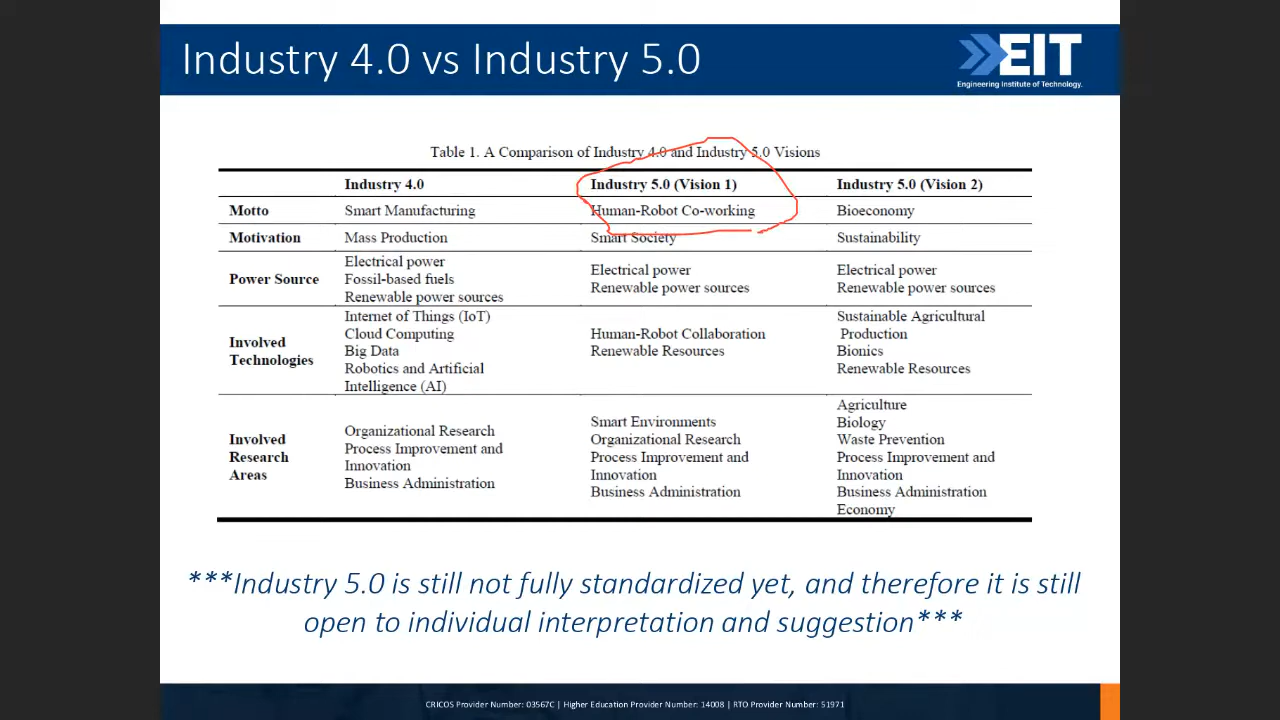 Industry 4.0 vs Industry 5.0
EIT
Engineering Institute of Technology.
Table 1. A Comparison of Industry 4.0 and Industry 5.0 Visions
Industry 4.0 Industry 5.0 (Vision 1) Industry 5.0 (Vision 2)
Motto Smart Manufacturing Human-Robot Co-working Bioeconomy
Motivation Mass Production Smart Society Sustainability
Power Source
Electrical power
Fossil-based fuels
Renewable power sources
Electrical power
Renewable power sources
Electrical power
Renewable power sources
Involved
Technologies
Internet of Things (IoT)
Cloud Computing
Big Data
Robotics and Artificial
Intelligence (AI)
Human-Robot Collaboration
Renewable Resources
Sustainable Agricultural
Production
Bionics
Renewable Resources
Involved
Research
Areas
Organizational Research
Process Improvement and
Innovation
Business Administration
Smart Environments
Organizational Research
Process Improvement and
Innovation
Business Administration
Agriculture
Biology
Waste Prevention
Process Improvement and
Innovation
Business Administration
Economy
***Industry 5.0 is still not fully standardized yet, and therefore it is still
open to individual interpretation and suggestion***
CRICOS Provider Number: 03567C | Higher Education Provider Number: 14008 | RTO Provider Number: 51971